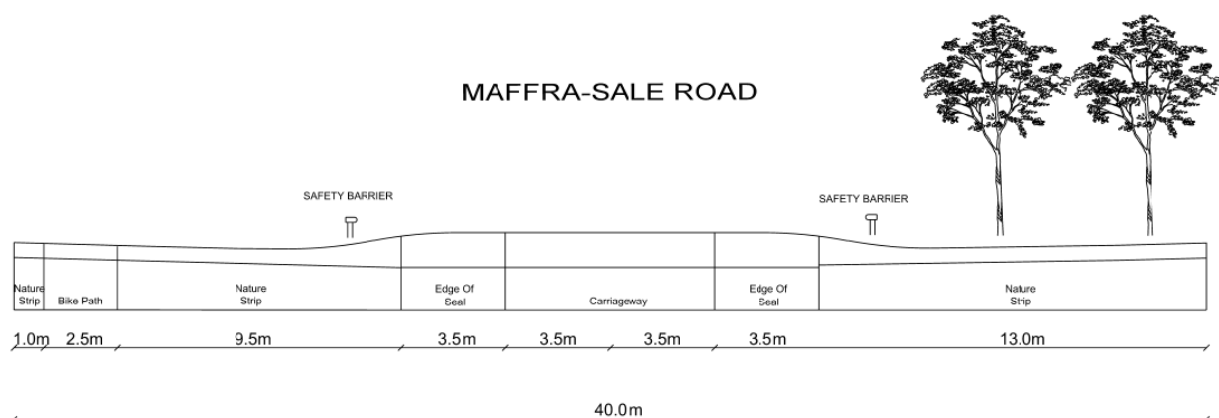 MAFFRA-SALE ROAD
SAFETY BARRIER
SAFETY BARRIER
Nature
Strip
Bike Path
Nature
Strip
Edge Of
Seal
Carriageway
Edge Of
Seal
Nature
Strip
1.0m 2.5m 9.5m 3.5m 3.5m 3.5m 3.5m 13.0m
40.0m